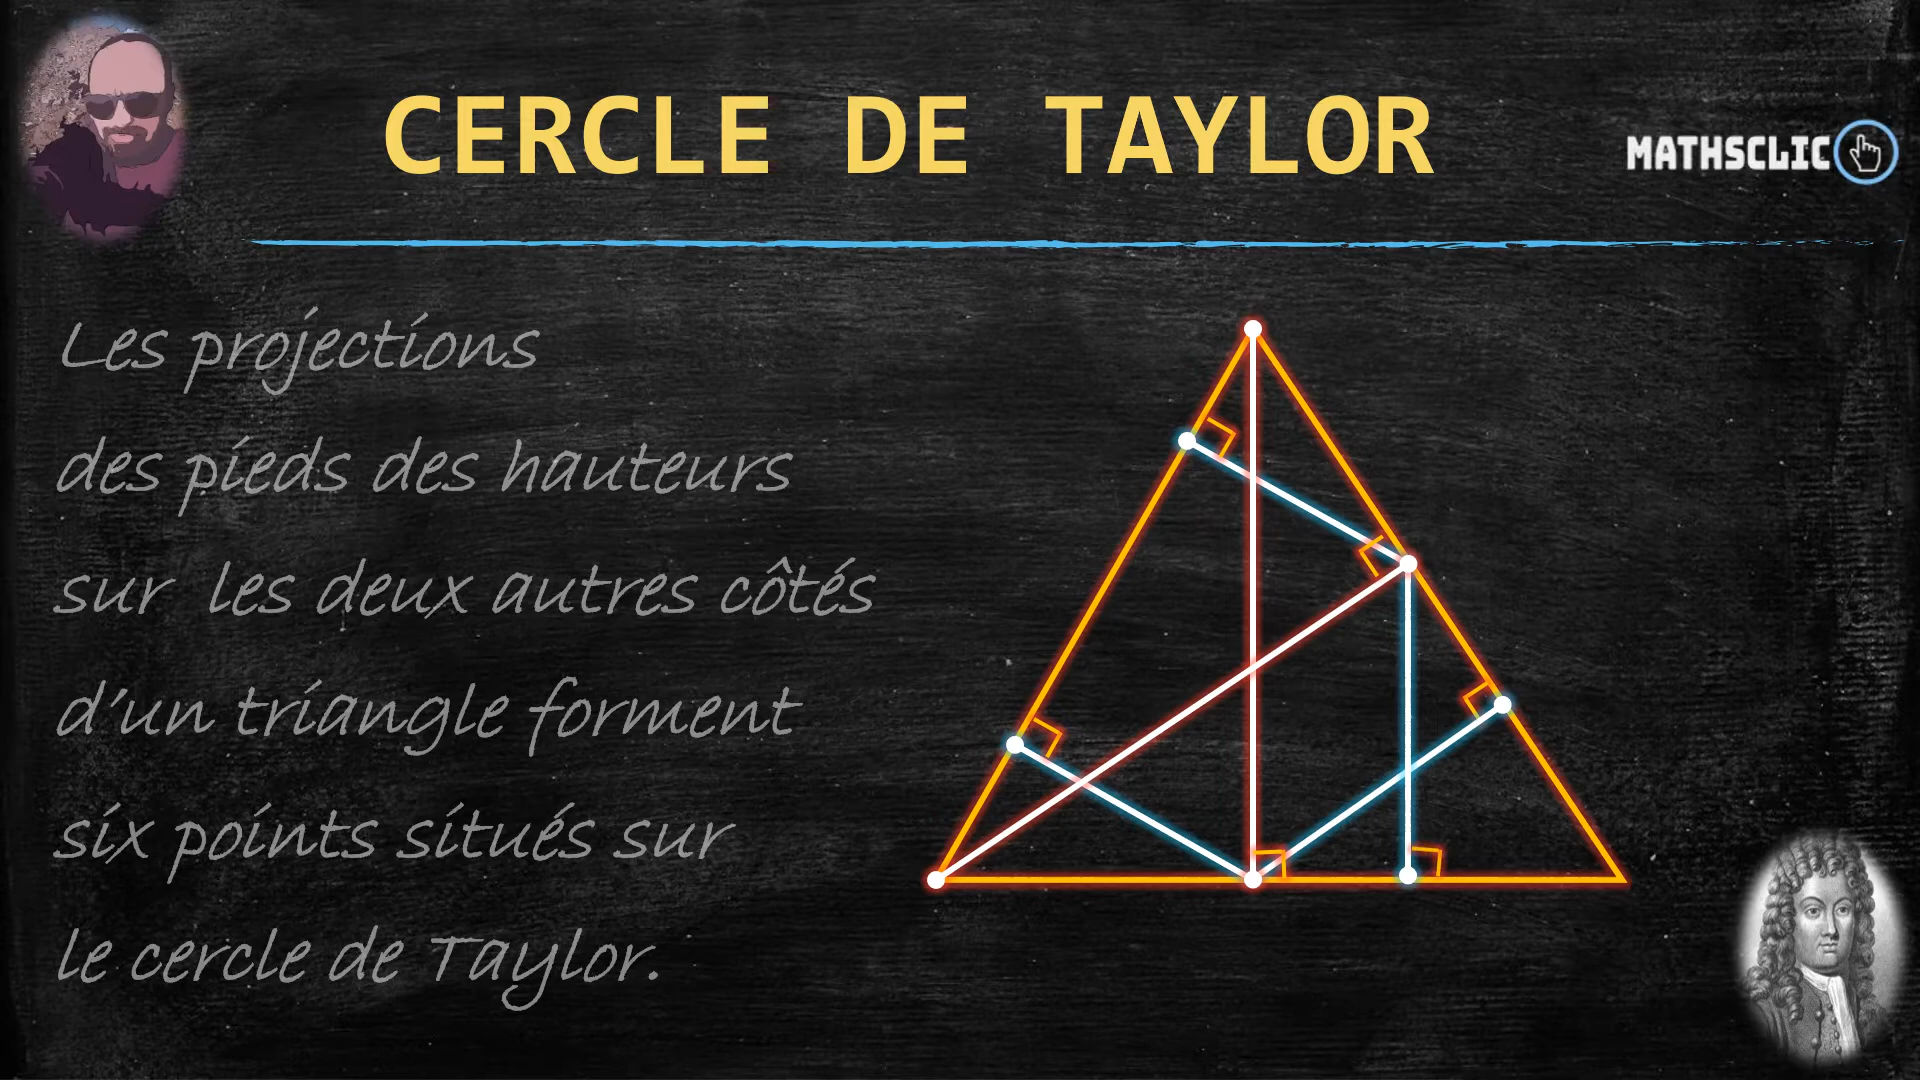 CERCLE DE TAYLOR
MATHSCLIC
Les projections
des pieds des hauteurs
sur les deux autres côtés
d'un triangle forment
six points situés sur
le cercle de Taylor.